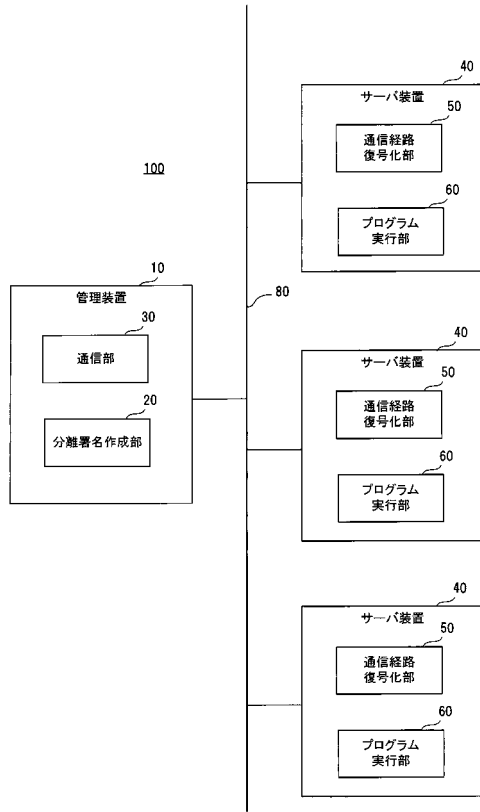 100
10
管理装置
30
通信部
20
分離署名作成部
80
40
サーバ装置
50
通信経路
復号化部
60
プログラム
実行部
40
サーバ装置
50
通信経路
復号化部
60
プログラム
実行部
40
サーバ装置
50
通信経路
復号化部
60
プログラム
実行部